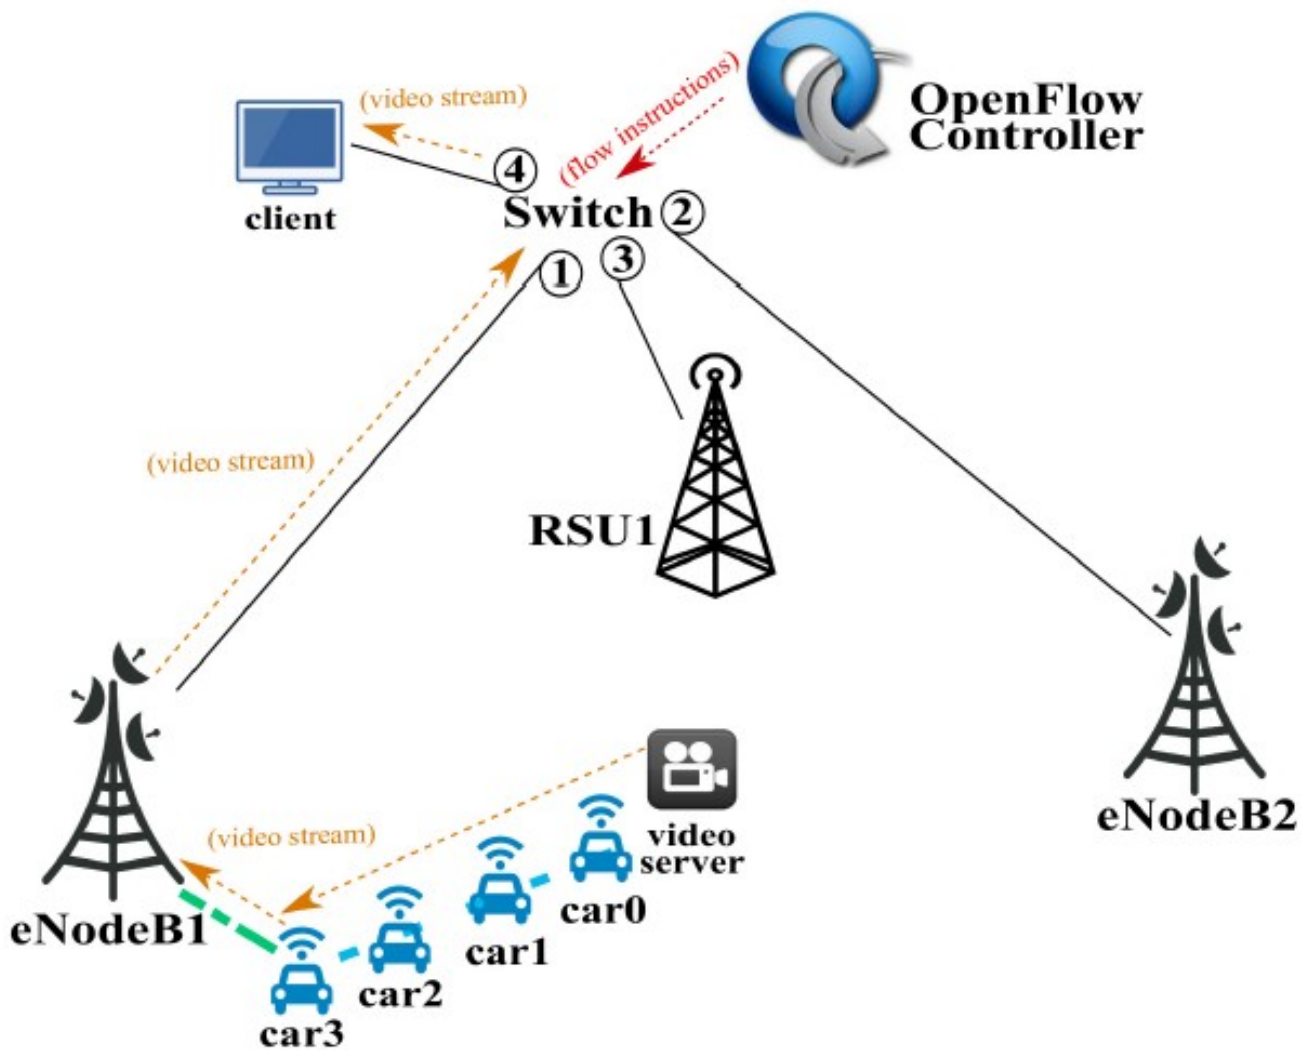 (video stream)
(flow instructions)
OpenFlow
Controller
client
4
Switch
2
1
3
(video stream)
RSU1
eNodeB2
(video stream)
video
server
eNodeB1
car0
car1
car2
car3